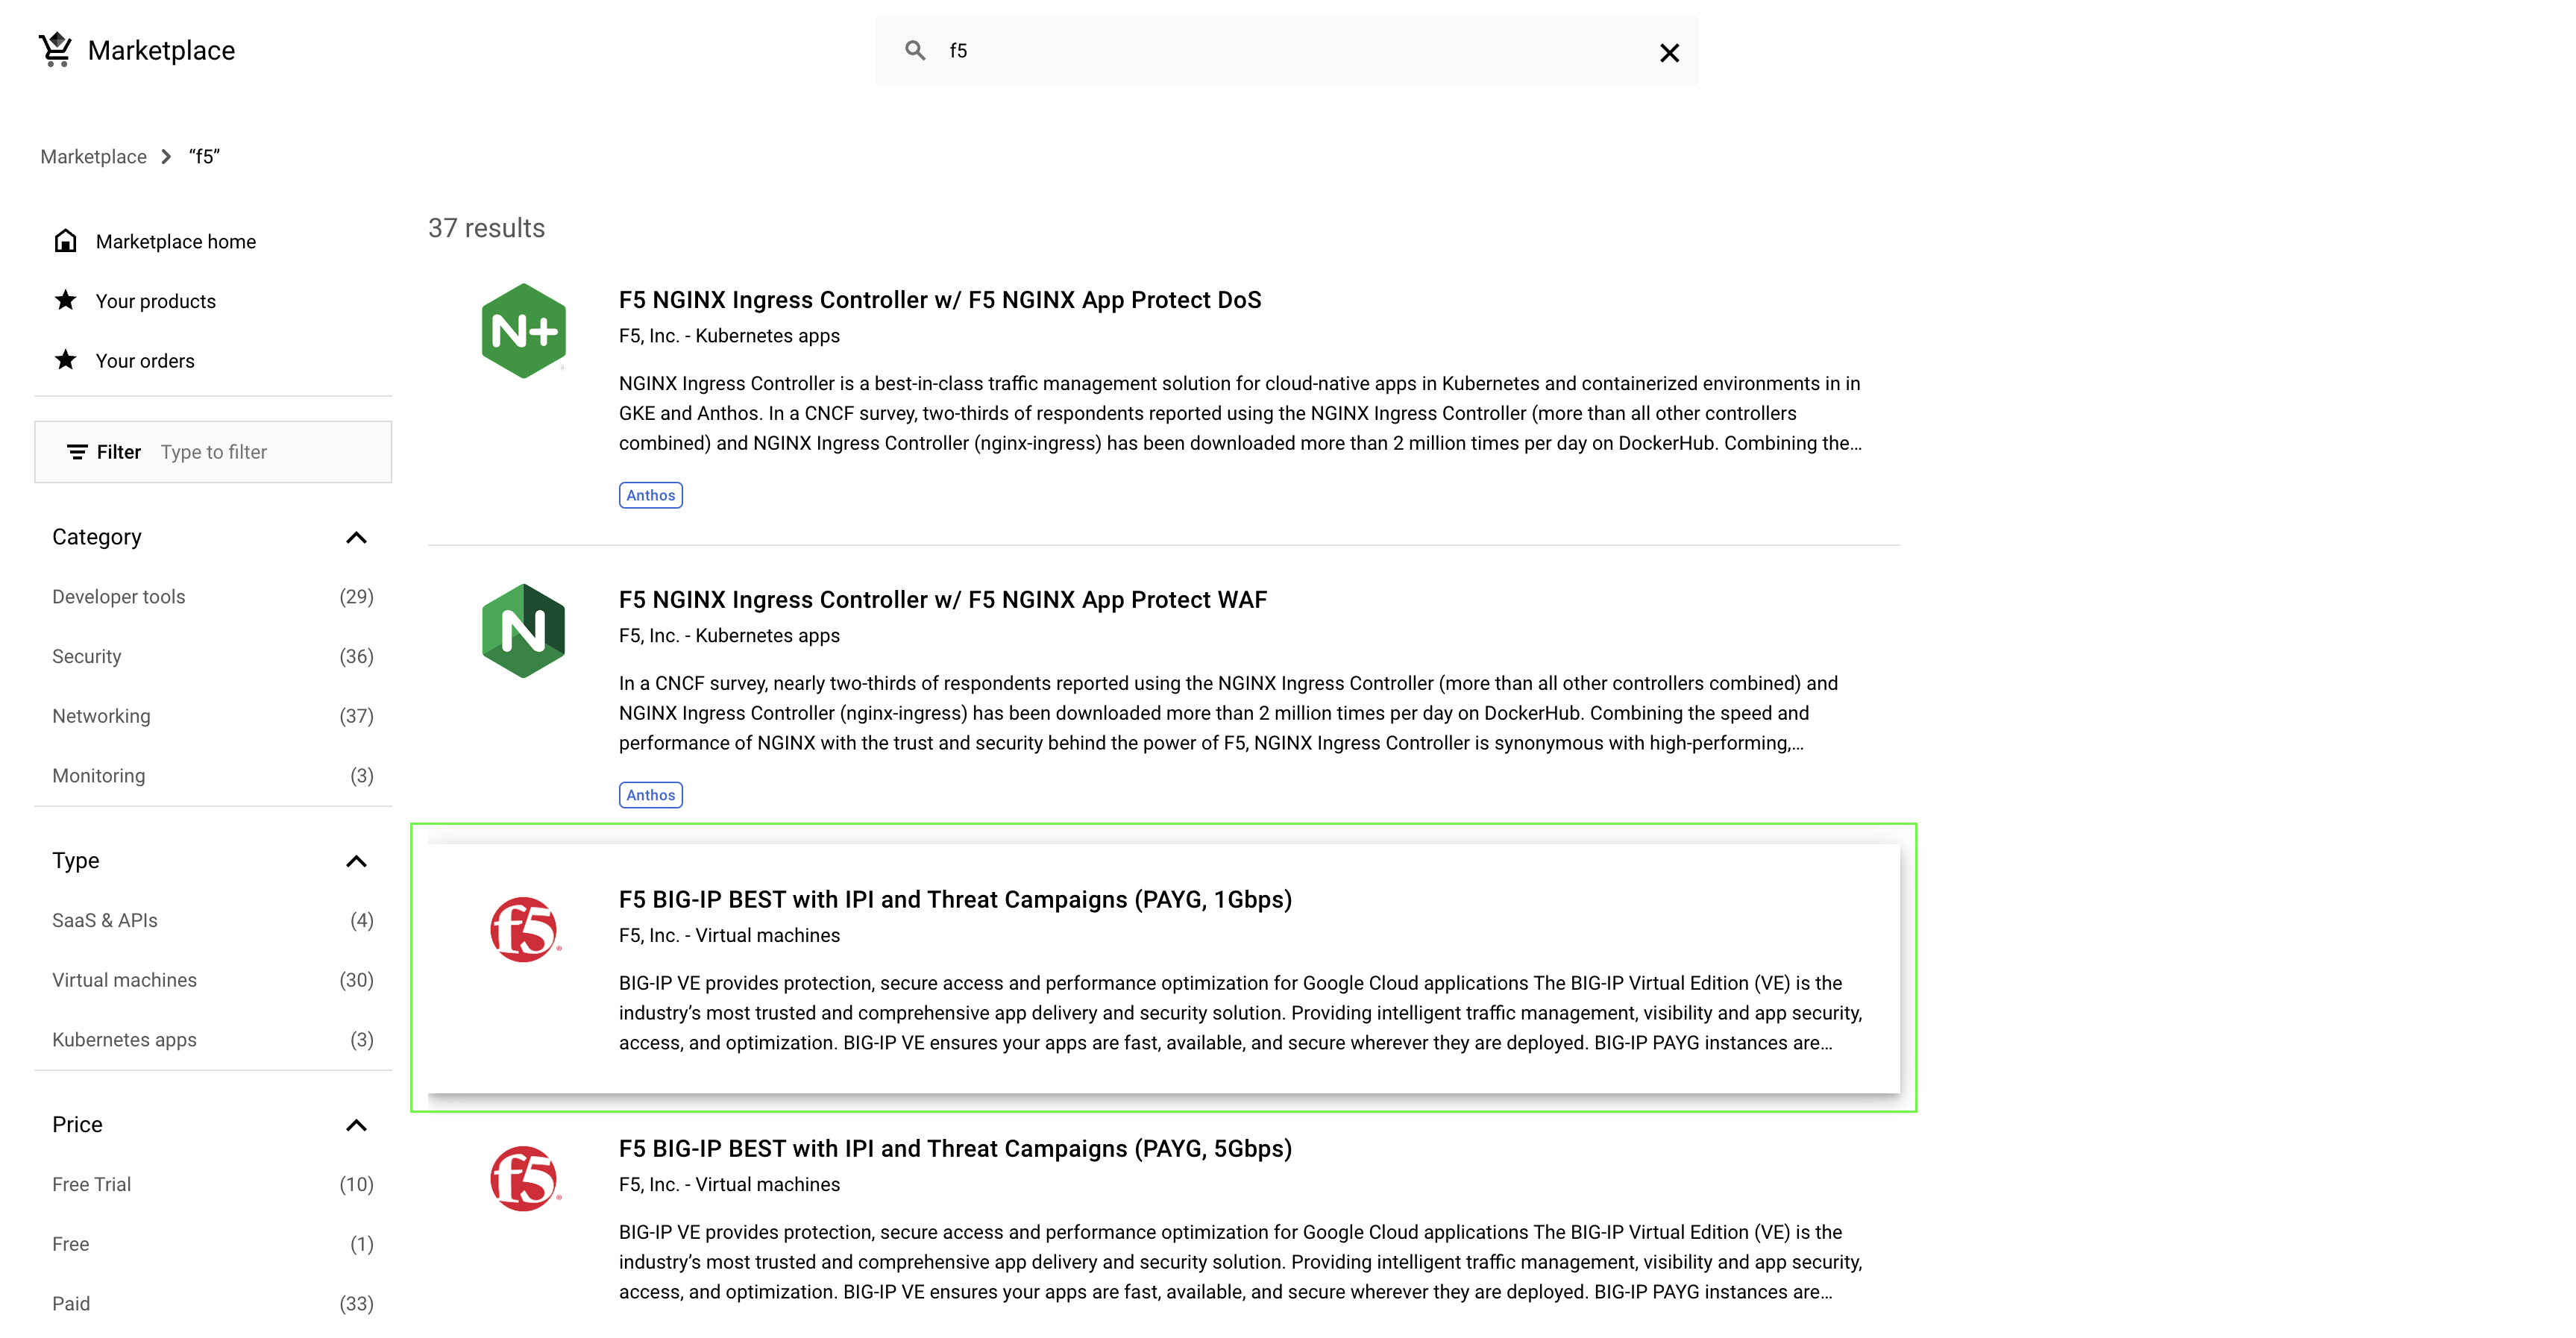 Marketplace
f5
Marketplace > “f5”
Marketplace home
Your products
Your orders
Filter Type to filter
Category
Developer tools (29)
Security (36)
Networking (37)
Monitoring (3)
Type
SaaS & APIs (4)
Virtual machines (30)
Kubernetes apps (3)
Price
Free Trial (10)
Free (1)
Paid (33)
37 results
N+
F5 NGINX Ingress Controller w/ F5 NGINX App Protect DoS
F5, Inc. - Kubernetes apps
NGINX Ingress Controller is a best-in-class traffic management solution for cloud-native apps in Kubernetes and containerized environments in in
GKE and Anthos. In a CNCF survey, two-thirds of respondents reported using the NGINX Ingress Controller (more than all other controllers
combined) and NGINX Ingress Controller (nginx-ingress) has been downloaded more than 2 million times per day on DockerHub. Combining the…
Anthos
N
F5 NGINX Ingress Controller w/ F5 NGINX App Protect WAF
F5, Inc. - Kubernetes apps
In a CNCF survey, nearly two-thirds of respondents reported using the NGINX Ingress Controller (more than all other controllers combined) and
NGINX Ingress Controller (nginx-ingress) has been downloaded more than 2 million times per day on DockerHub. Combining the speed and
performance of NGINX with the trust and security behind the power of F5, NGINX Ingress Controller is synonymous with high-performing,…
Anthos
f5®
F5 BIG-IP BEST with IPI and Threat Campaigns (PAYG, 1Gbps)
F5, Inc. - Virtual machines
BIG-IP VE provides protection, secure access and performance optimization for Google Cloud applications The BIG-IP Virtual Edition (VE) is the
industry’s most trusted and comprehensive app delivery and security solution. Providing intelligent traffic management, visibility and app security,
access, and optimization. BIG-IP VE ensures your apps are fast, available, and secure wherever they are deployed. BIG-IP PAYG instances are…
f5®
F5 BIG-IP BEST with IPI and Threat Campaigns (PAYG, 5Gbps)
F5, Inc. - Virtual machines
BIG-IP VE provides protection, secure access and performance optimization for Google Cloud applications The BIG-IP Virtual Edition (VE) is the
industry’s most trusted and comprehensive app delivery and security solution. Providing intelligent traffic management, visibility and app security,
access, and optimization. BIG-IP VE ensures your apps are fast, available, and secure wherever they are deployed. BIG-IP PAYG instances are…